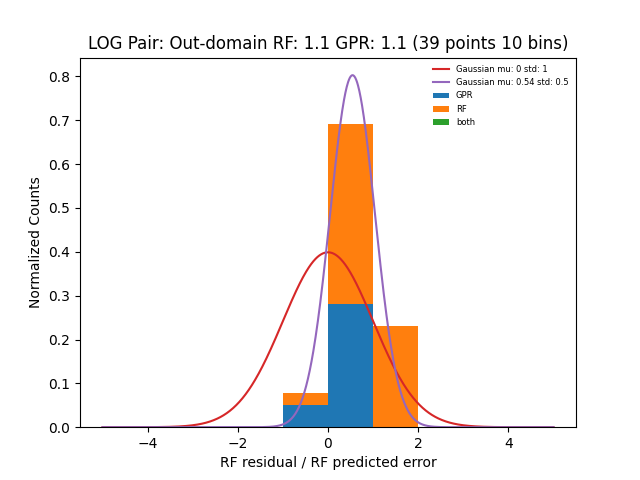 LOG Pair: Out-domain RF: 1.1 GPR: 1.1 (39 points 10 bins)
Gaussian mu: 0 std: 1
Gaussian mu: 0.54 std: 0.5
GPR
RF
both
Normalized Counts
0.8
0.7
0.6
0.5
0.4
0.3
0.2
0.1
0.0
−4
−2
0
2
4
RF residual / RF predicted error